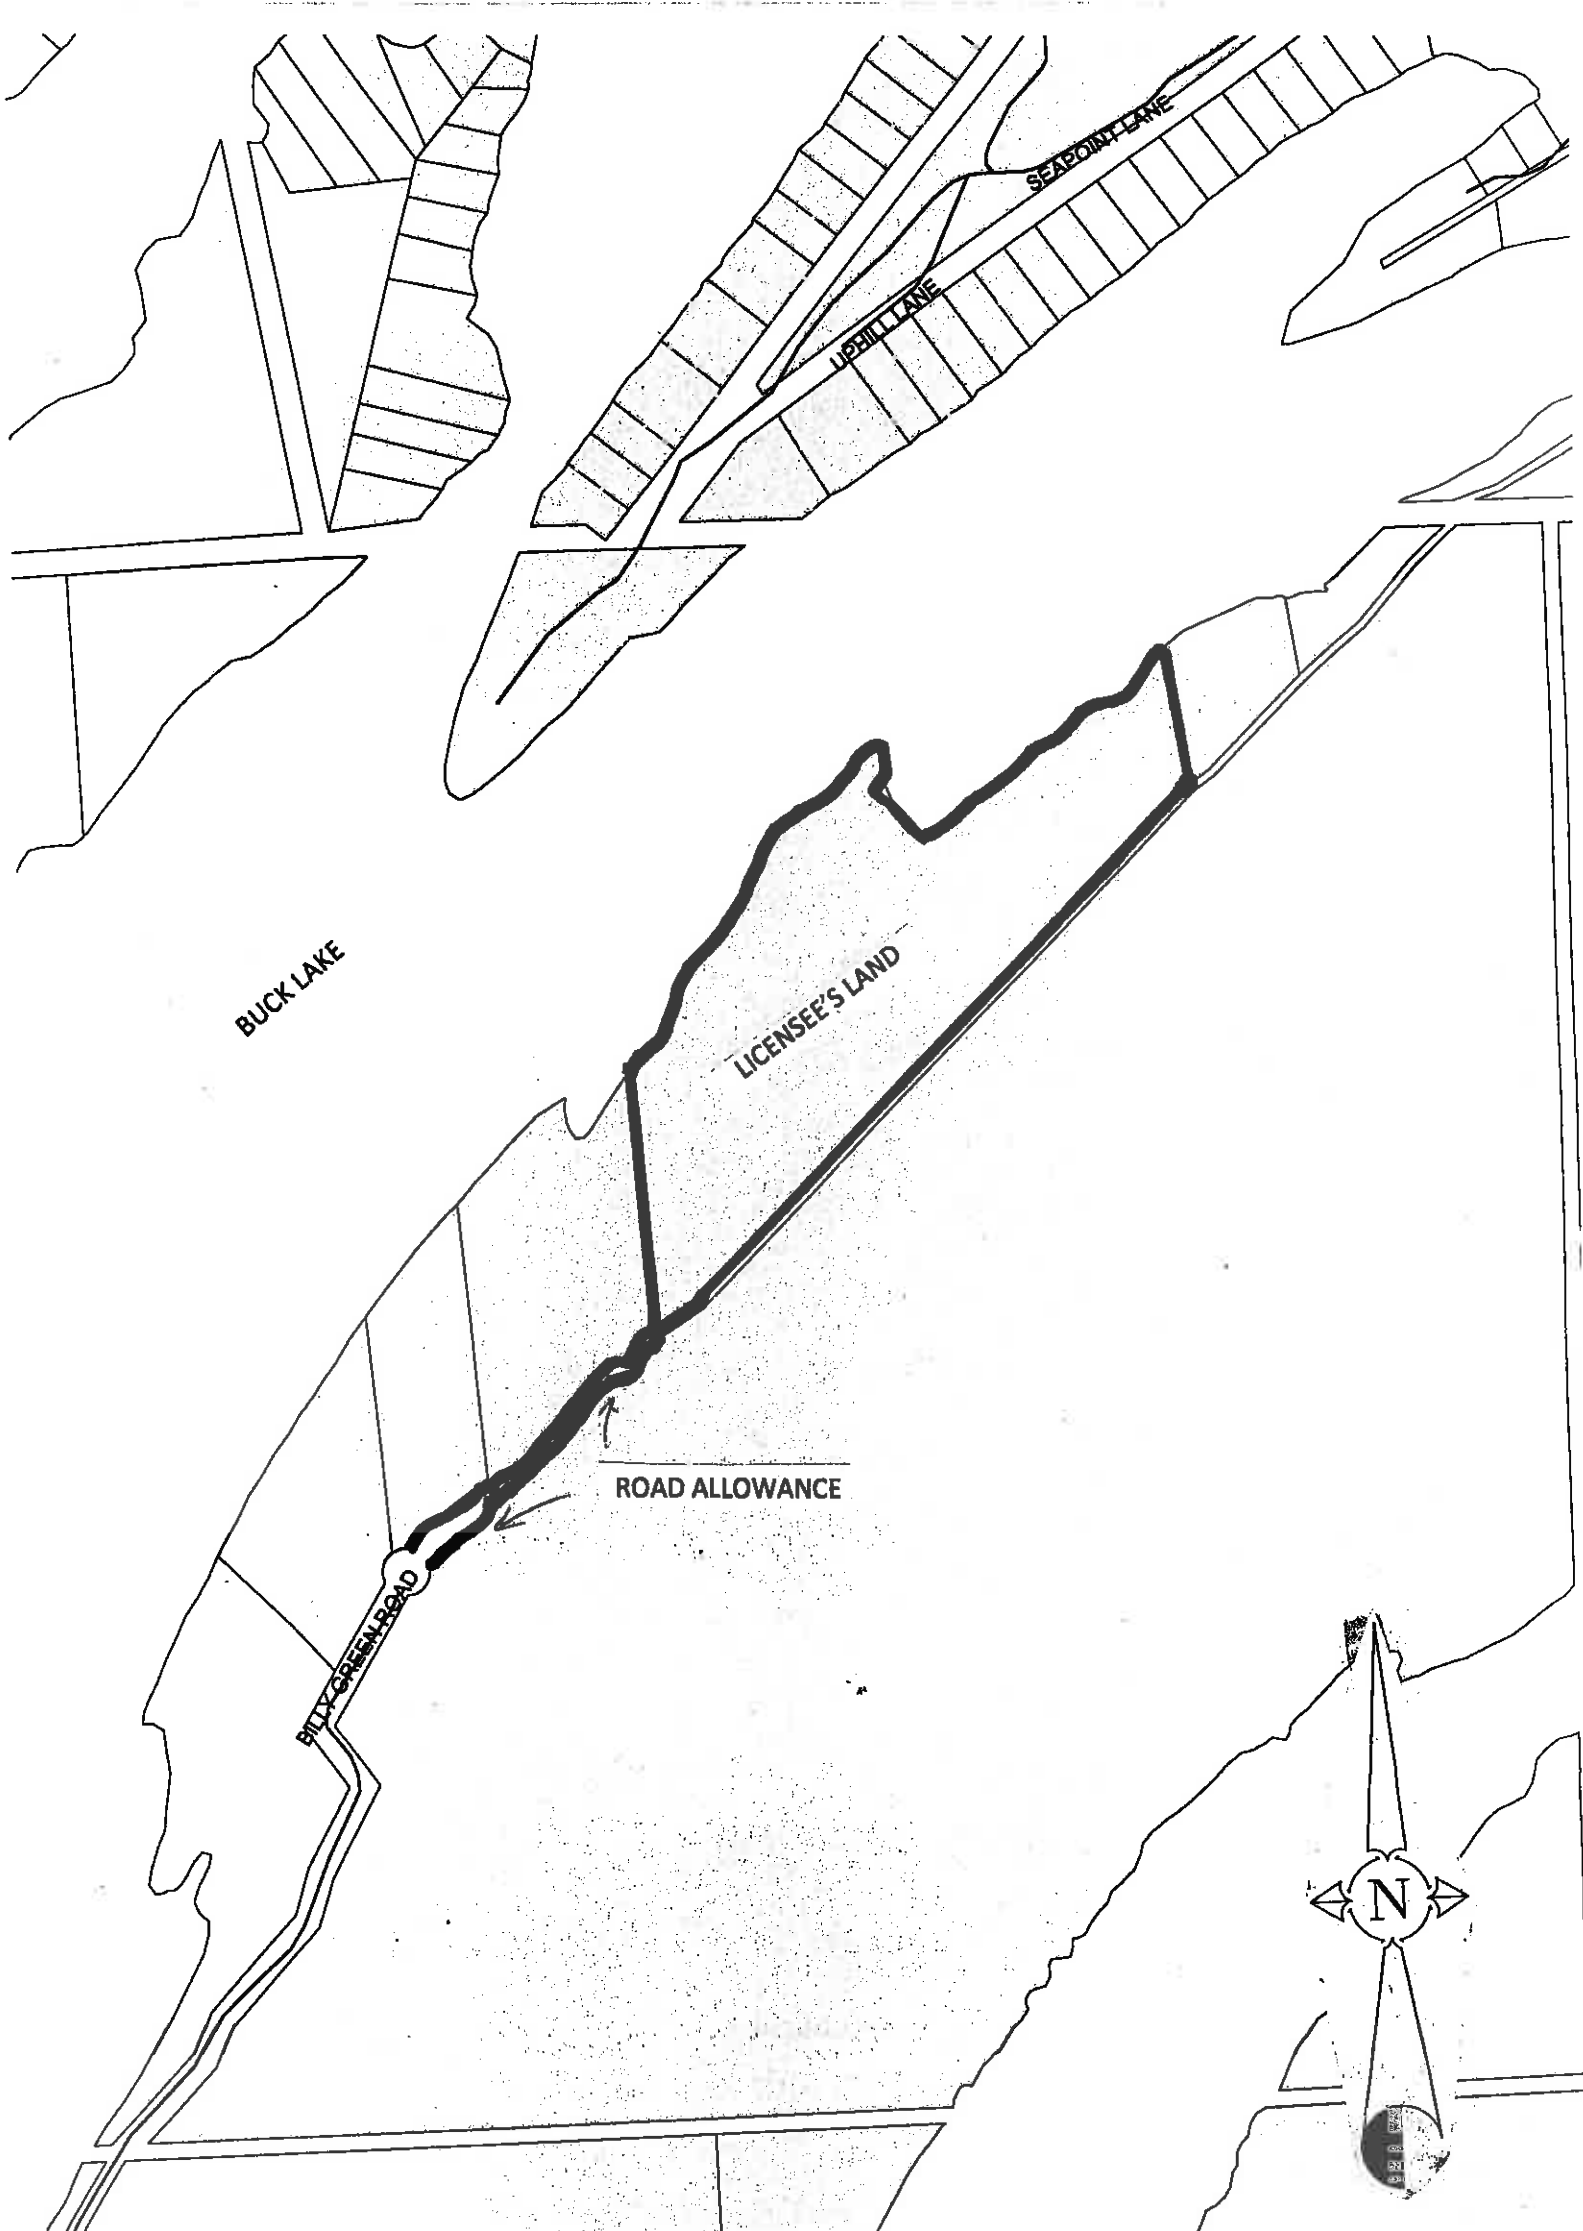 SEAPOINT LANE
UPHILL LANE
BUCK LAKE
LICENSEE'S LAND
ROAD ALLOWANCE
BILLY GREEN ROAD
N